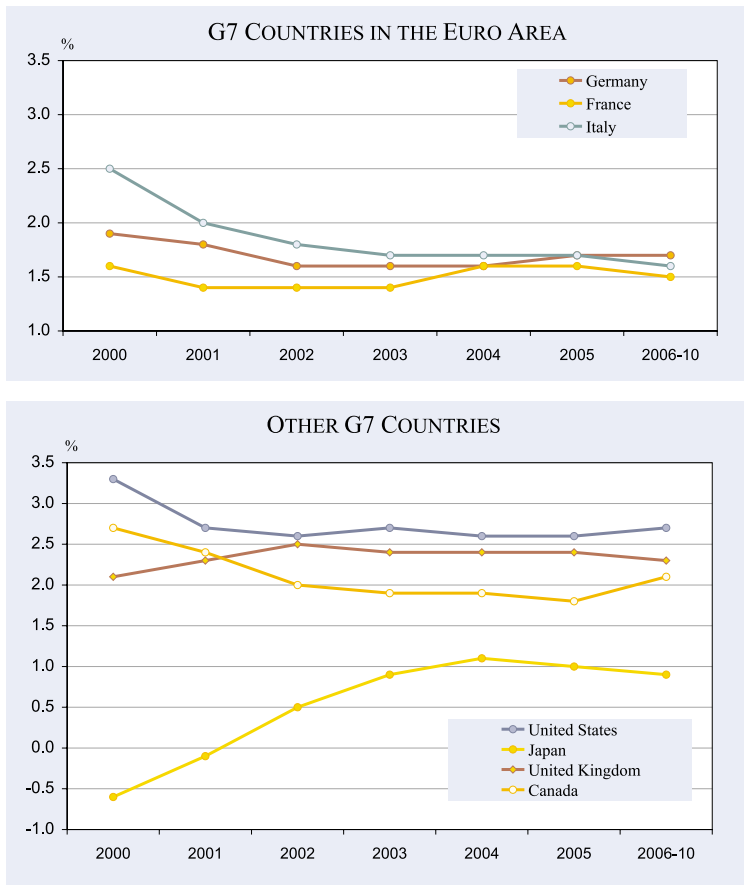 G7 COUNTRIES IN THE EURO AREA
%
3.5
3.0
2.5
2.0
1.5
1.0
Germany
France
Italy
2000 2001 2002 2003 2004 2005 2006-10
OTHER G7 COUNTRIES
%
3.5
3.0
2.5
2.0
1.5
1.0
0.5
0.0
-0.5
-1.0
United States
Japan
United Kingdom
Canada
2000 2001 2002 2003 2004 2005 2006-10